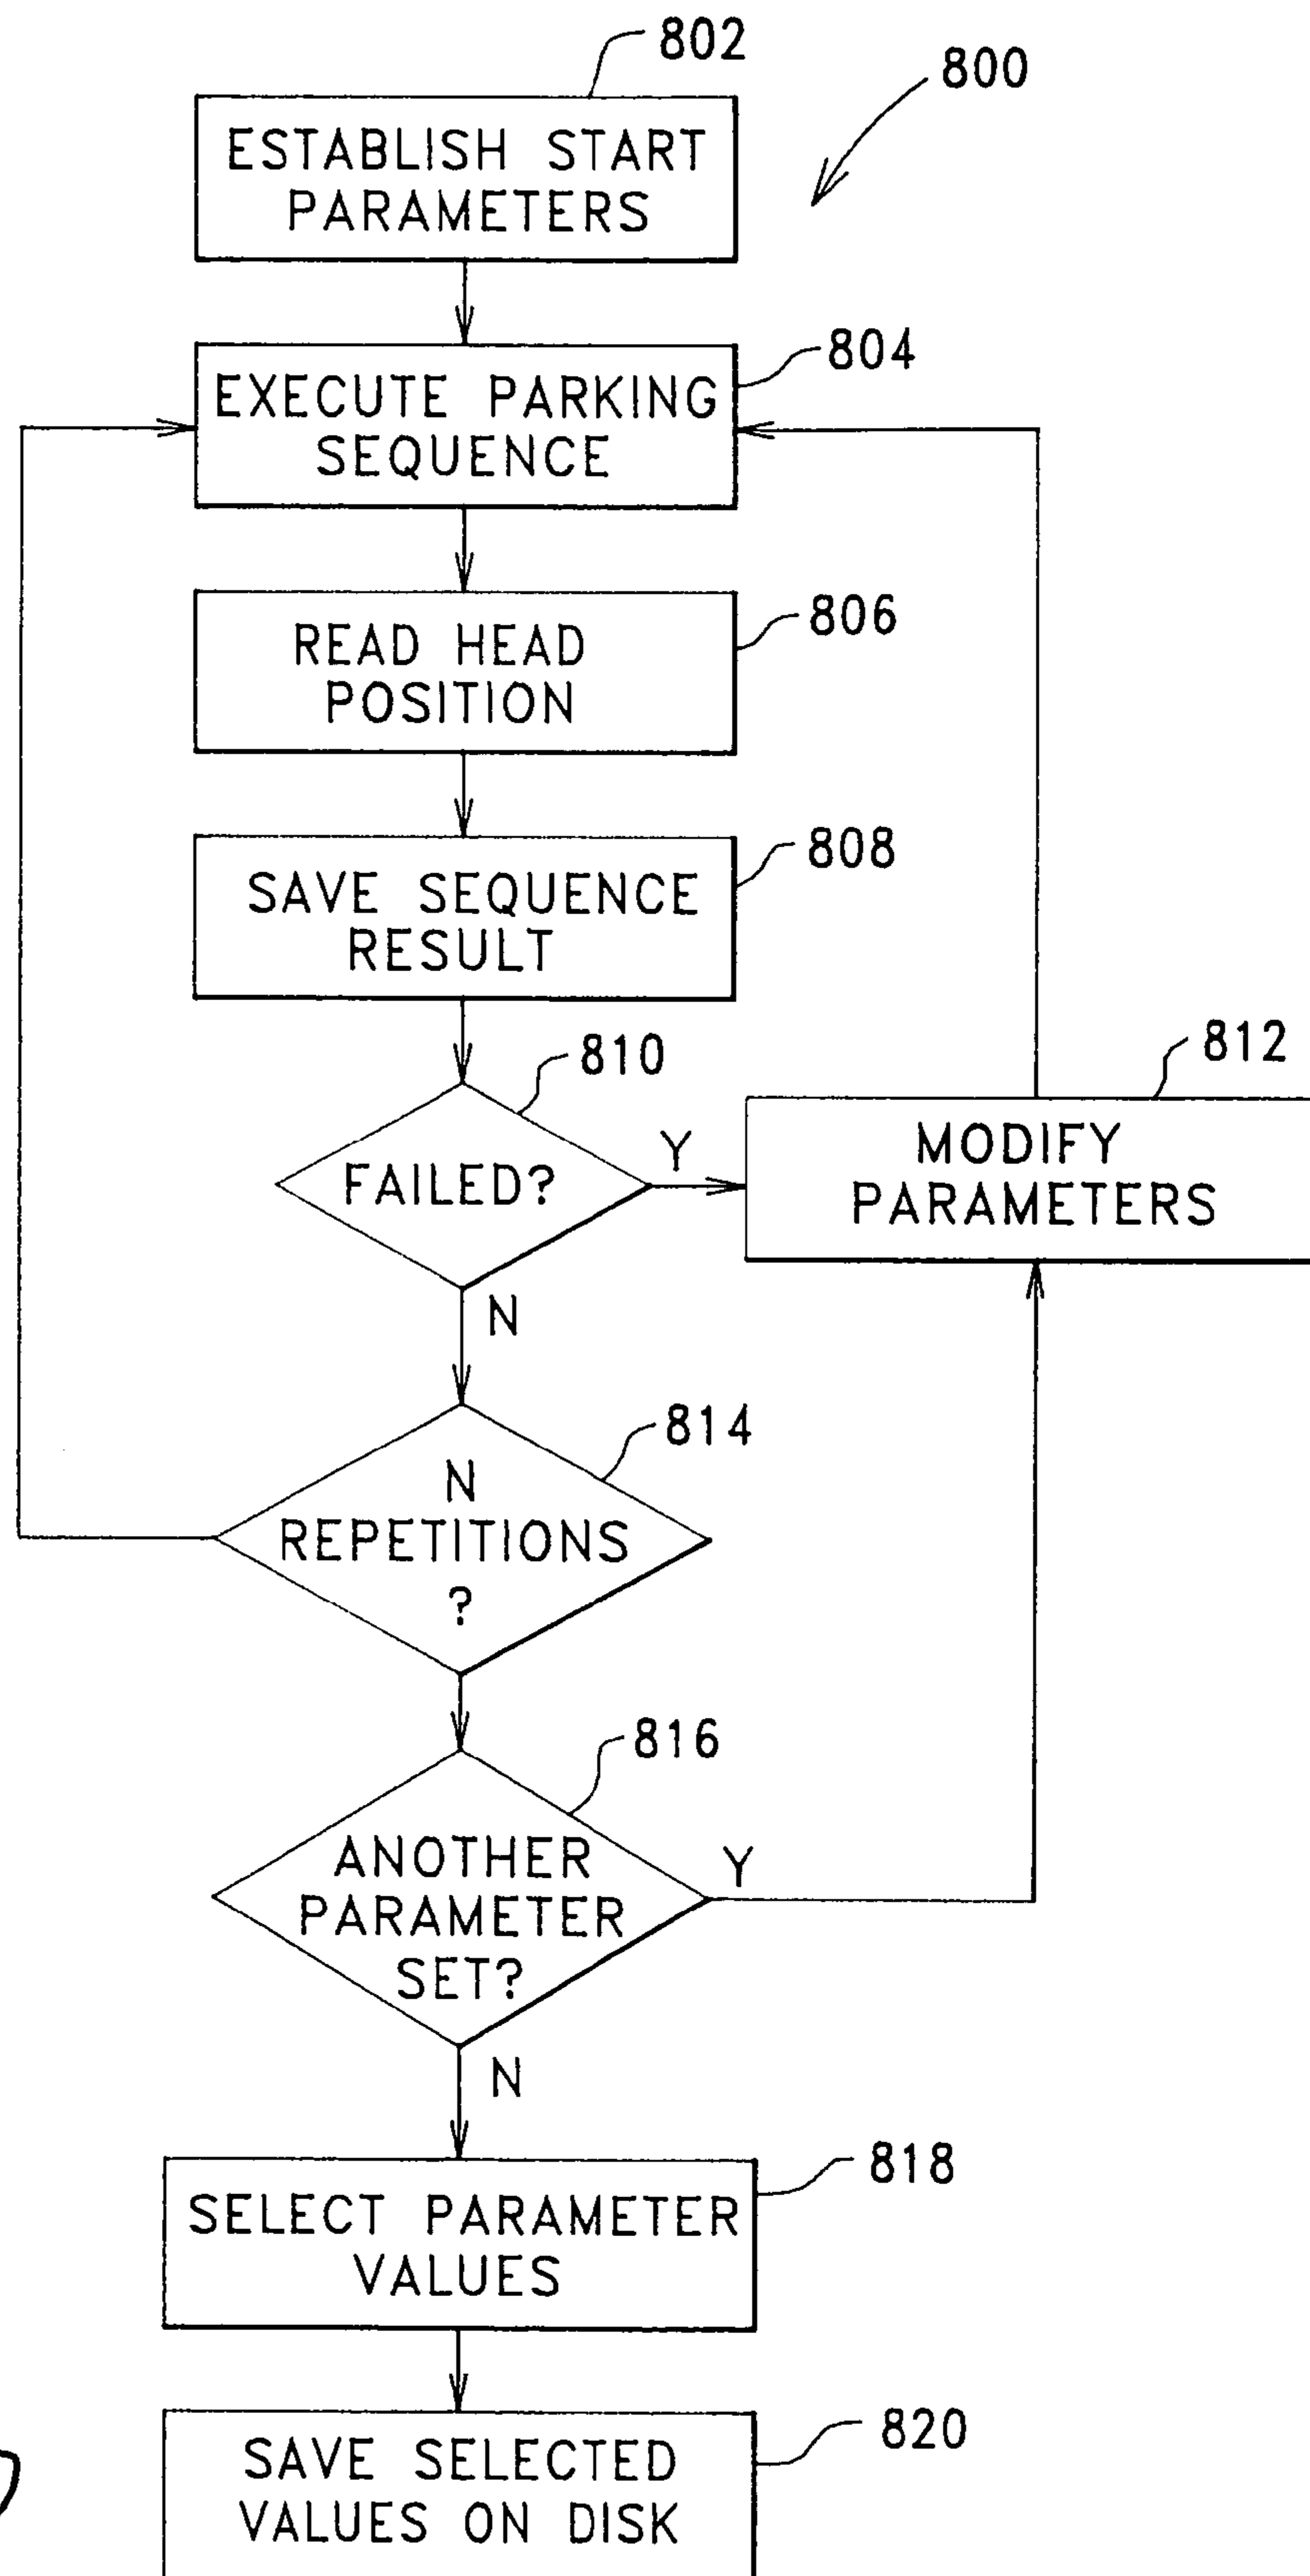 802
800
ESTABLISH START
PARAMETERS
804
EXECUTE PARKING
SEQUENCE
806
READ HEAD
POSITION
808
SAVE SEQUENCE
RESULT
810
FAILED?
Y
812
MODIFY
PARAMETERS
N
814
N
REPETITIONS
?
816
ANOTHER
PARAMETER
SET?
Y
N
818
SELECT PARAMETER
VALUES
820
SAVE SELECTED
VALUES ON DISK